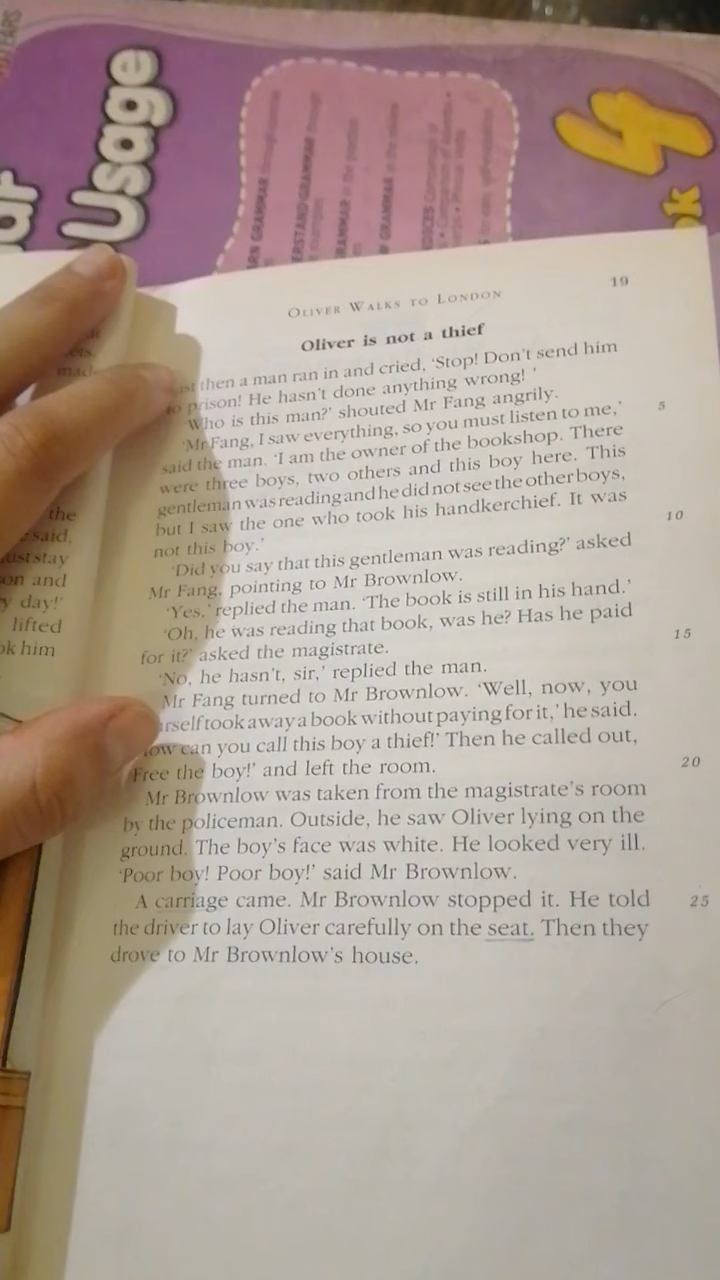 Usage
4
OLIVER WALKS TO LONDON
19
Oliver is not a thief
then a man ran in and cried, 'Stop! Don't send him
to prison! He hasn't done anything wrong! '
Who is this man?' shouted Mr Fang angrily.
'Mr Fang, I saw everything, so you must listen to me,'
5
said the man. 'I am the owner of the bookshop. There
were three boys, two others and this boy here. This
gentleman was reading and he did not see the other boys,
but I saw the one who took his handkerchief. It was
not this boy.'
10
'Did you say that this gentleman was reading?' asked
Mr Fang, pointing to Mr Brownlow.
'Yes,' replied the man. 'The book is still in his hand.'
'Oh, he was reading that book, was he? Has he paid
for it?' asked the magistrate.
15
'No, he hasn't, sir,' replied the man.
Mr Fang turned to Mr Brownlow. 'Well, now, you
rself took away a book without paying for it,' he said.
ow can you call this boy a thief!' Then he called out,
Free the boy!' and left the room.
20
Mr Brownlow was taken from the magistrate's room
by the policeman. Outside, he saw Oliver lying on the
ground. The boy's face was white. He looked very ill.
'Poor boy! Poor boy!' said Mr Brownlow.
A carriage came. Mr Brownlow stopped it. He told
25
the driver to lay Oliver carefully on the seat. Then they
drove to Mr Brownlow's house.
the
said,
stay
on and
y day!'
lifted
ok him